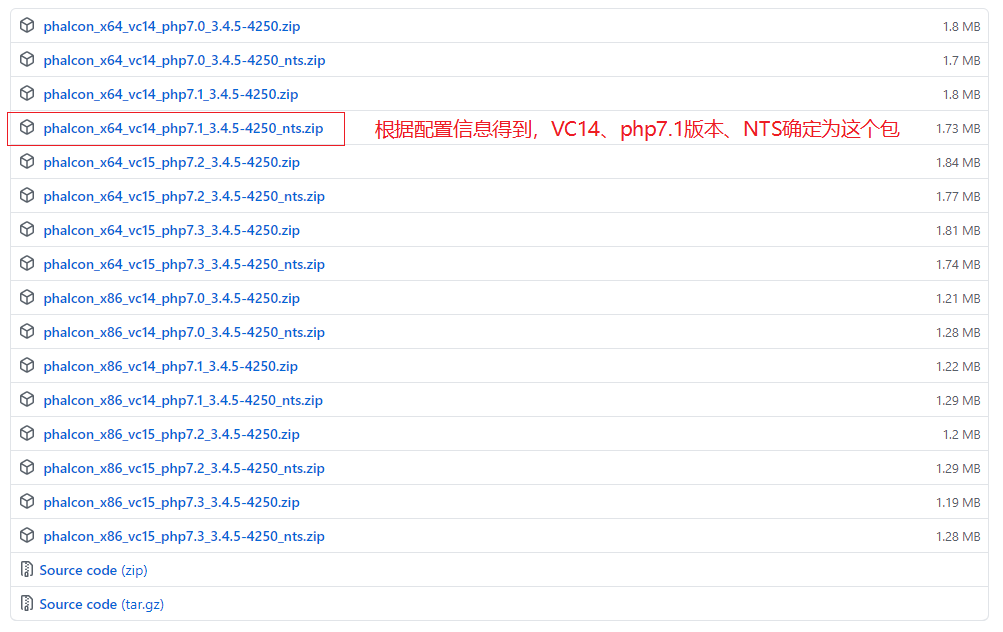 phalcon_x64_vc14_php7.0_3.4.5-4250.zip 1.8 MB
phalcon_x64_vc14_php7.0_3.4.5-4250_nts.zip 1.7 MB
phalcon_x64_vc14_php7.1_3.4.5-4250.zip 1.8 MB
phalcon_x64_vc14_php7.1_3.4.5-4250_nts.zip 根据配置信息得到，VC14、php7.1版本、NTS确定为这个包 1.73 MB
phalcon_x64_vc15_php7.2_3.4.5-4250.zip 1.84 MB
phalcon_x64_vc15_php7.2_3.4.5-4250_nts.zip 1.77 MB
phalcon_x64_vc15_php7.3_3.4.5-4250.zip 1.81 MB
phalcon_x64_vc15_php7.3_3.4.5-4250_nts.zip 1.74 MB
phalcon_x86_vc14_php7.0_3.4.5-4250.zip 1.21 MB
phalcon_x86_vc14_php7.0_3.4.5-4250_nts.zip 1.28 MB
phalcon_x86_vc14_php7.1_3.4.5-4250.zip 1.22 MB
phalcon_x86_vc14_php7.1_3.4.5-4250_nts.zip 1.29 MB
phalcon_x86_vc15_php7.2_3.4.5-4250.zip 1.2 MB
phalcon_x86_vc15_php7.2_3.4.5-4250_nts.zip 1.29 MB
phalcon_x86_vc15_php7.3_3.4.5-4250.zip 1.19 MB
phalcon_x86_vc15_php7.3_3.4.5-4250_nts.zip 1.28 MB
Source code (zip)
Source code (tar.gz)